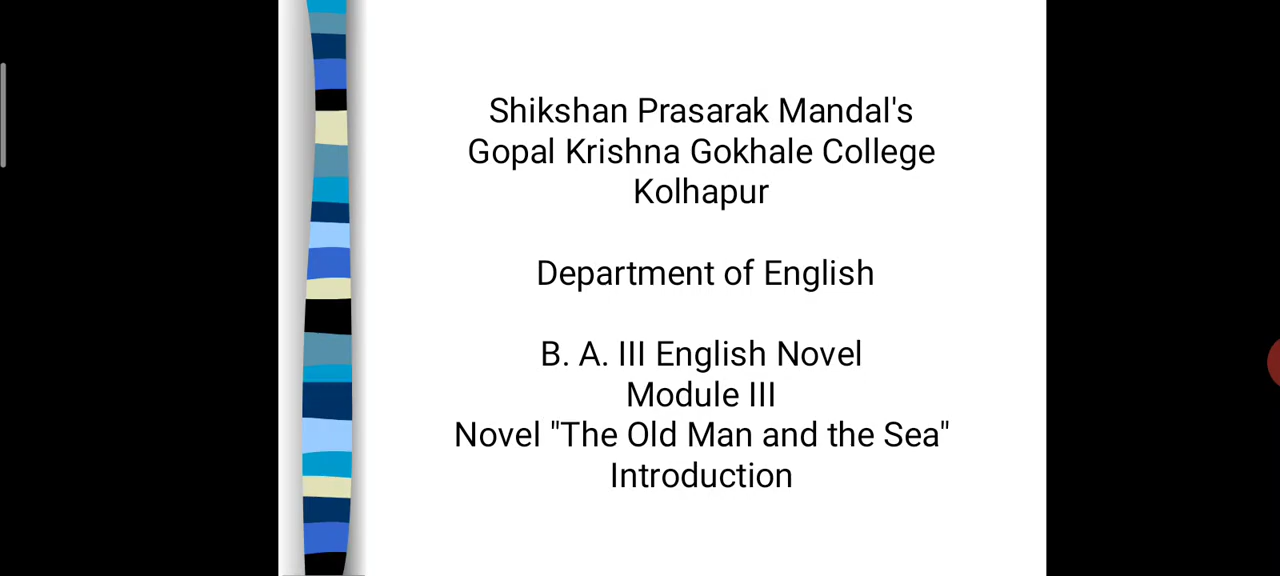 Shikshan Prasarak Mandal's
Gopal Krishna Gokhale College
Kolhapur
Department of English
B. A. III English Novel
Module III
Novel "The Old Man and the Sea"
Introduction